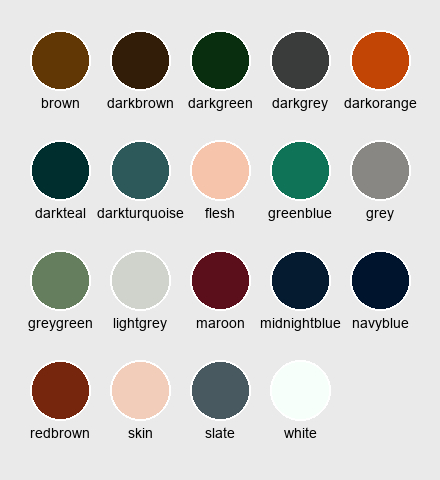 brown darkbrown darkgreen darkgrey darkorange
darkteal darkturquoise flesh greenblue grey
greygreen lightgrey maroon midnightblue navyblue
redbrown skin slate white